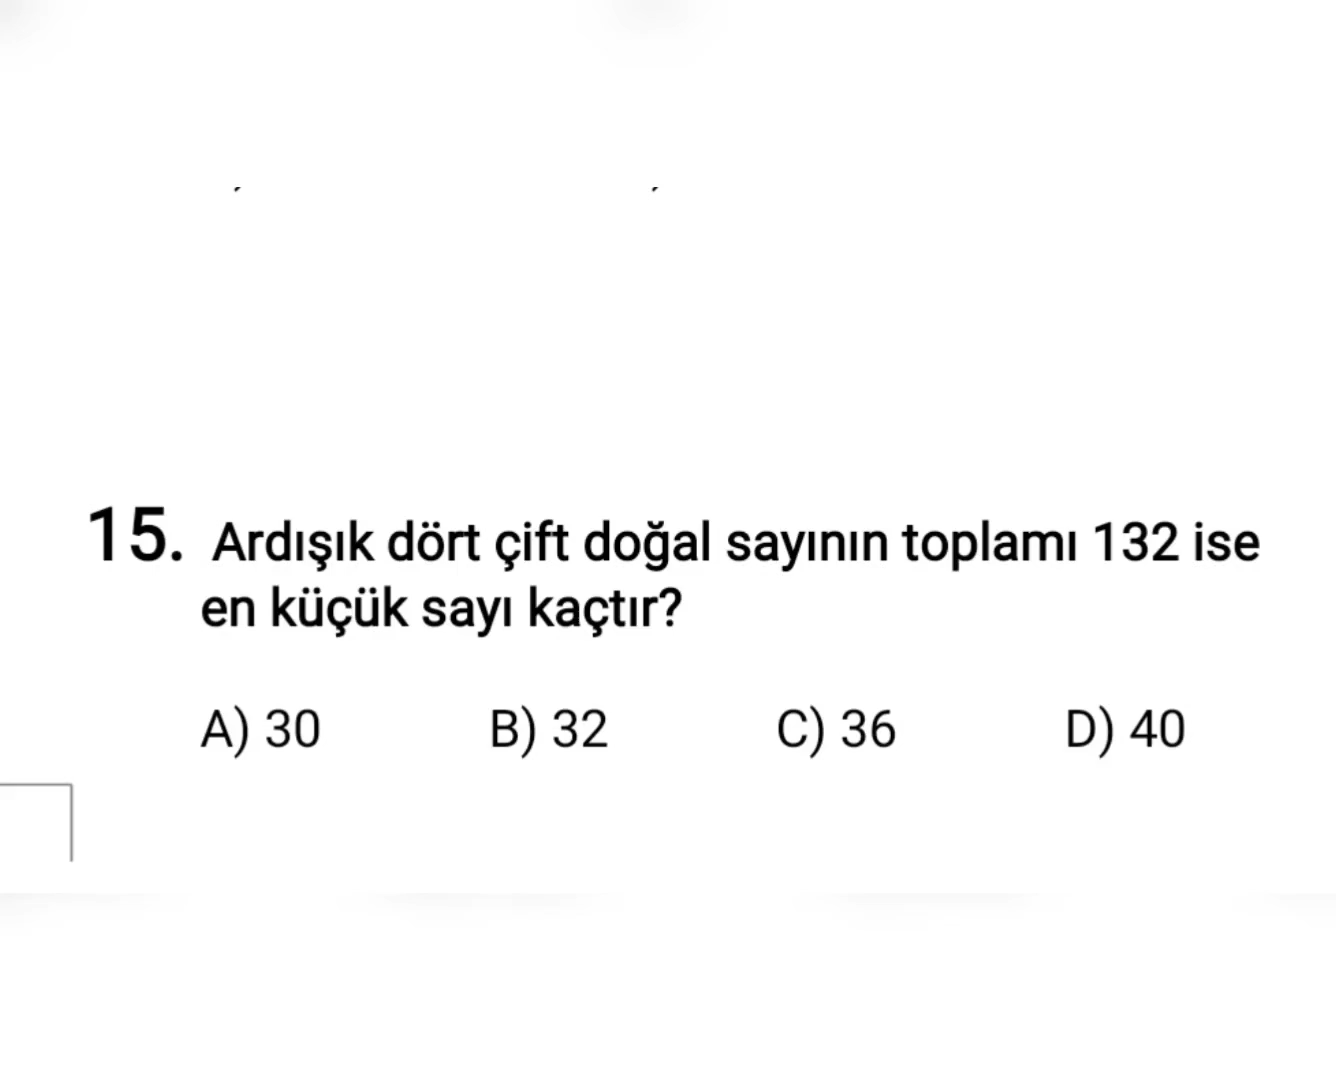 15. Ardışık dört çift doğal sayının toplamı 132 ise
en küçük sayı kaçtır?
A) 30 B) 32 C) 36 D) 40